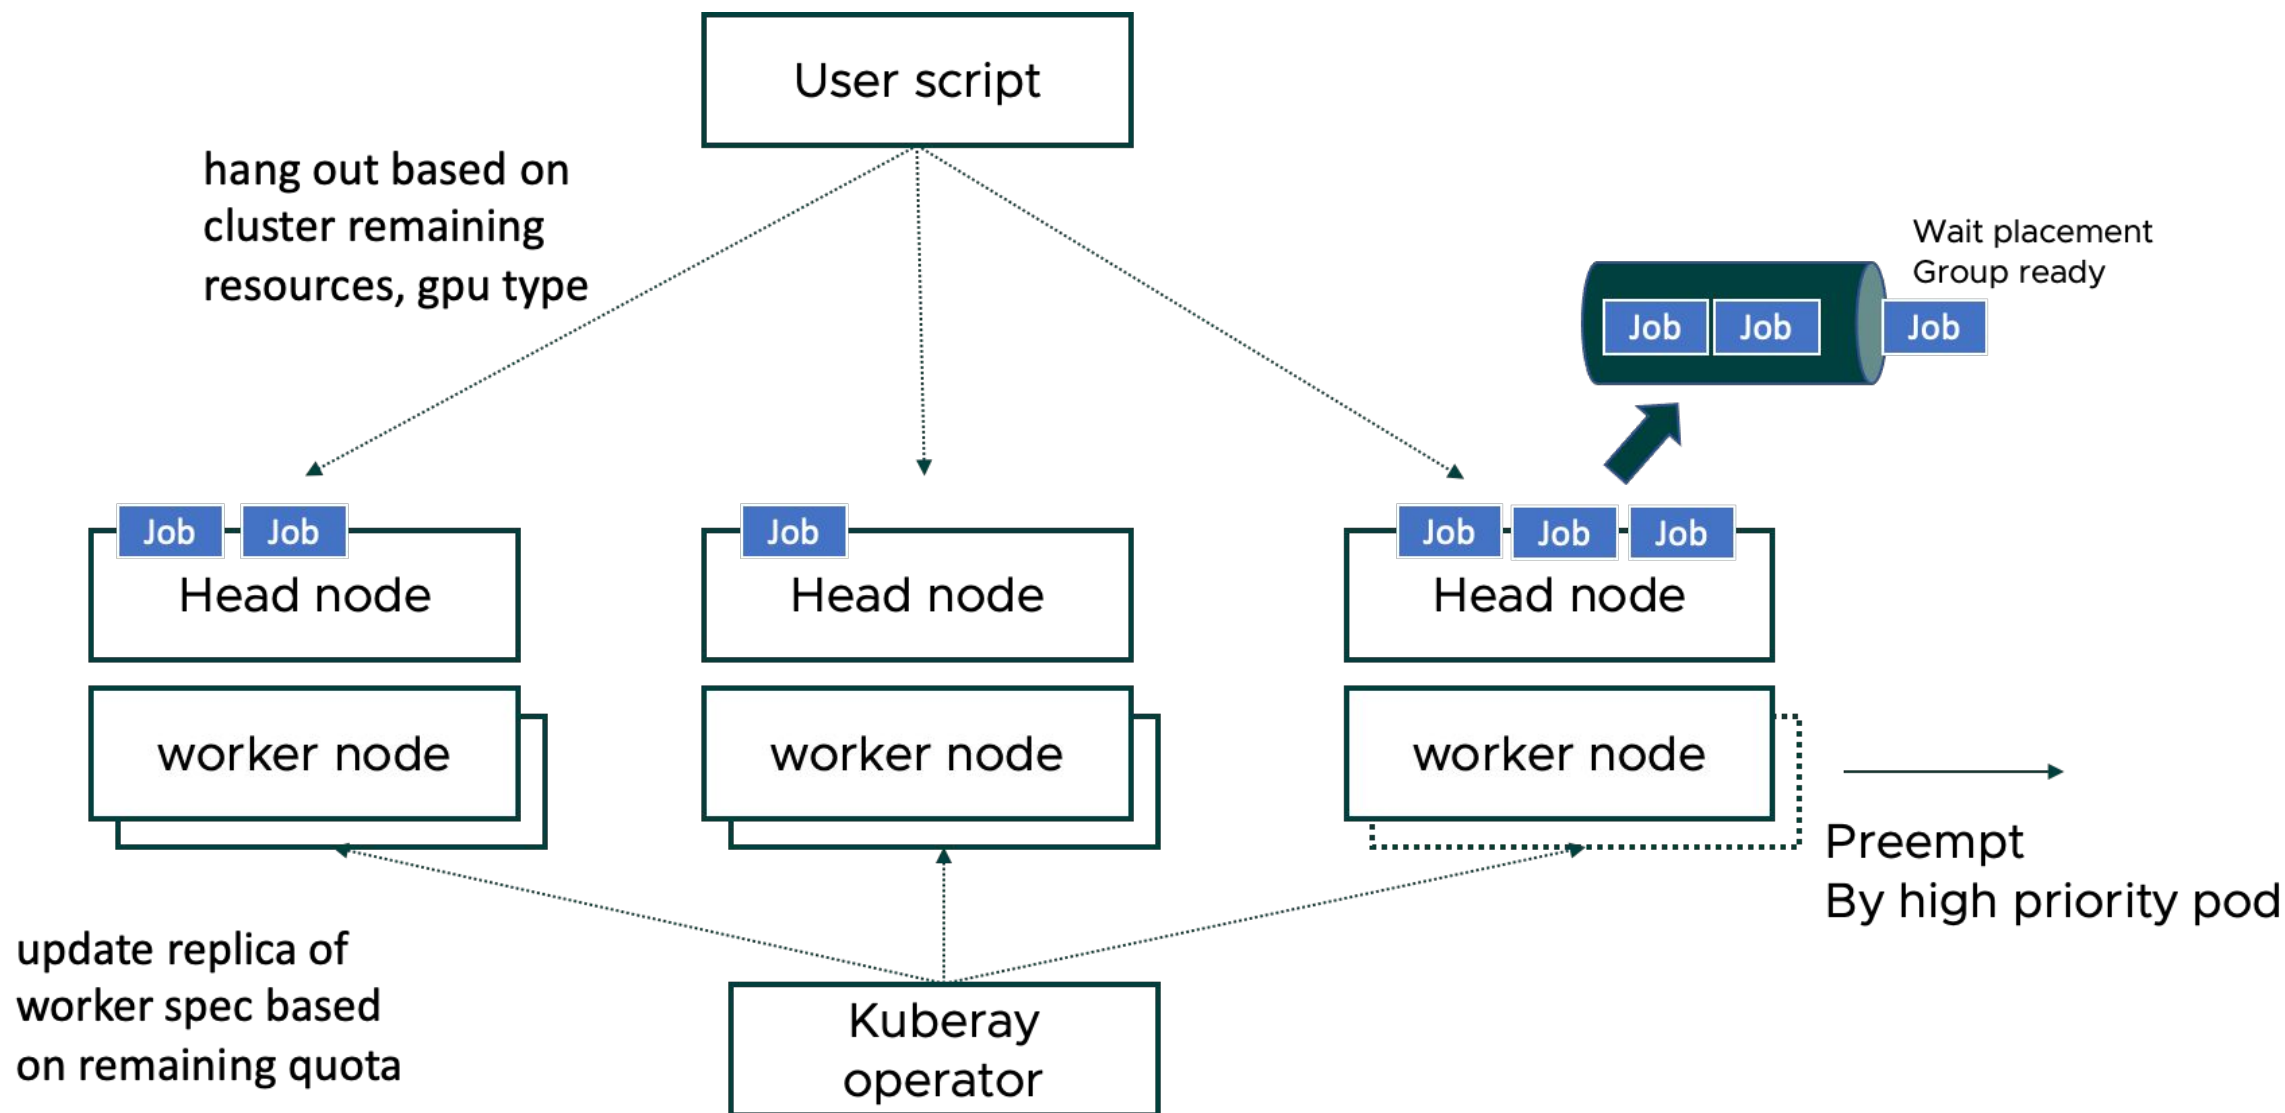 User script
hang out based on
cluster remaining
resources, gpu type
Wait placement
Group ready
Job
Job
Job
Job
Job
Head node
Job
Head node
Job
Job
Job
Head node
worker node
worker node
worker node
Preempt
By high priority pod
update replica of
worker spec based
on remaining quota
Kuberay
operator